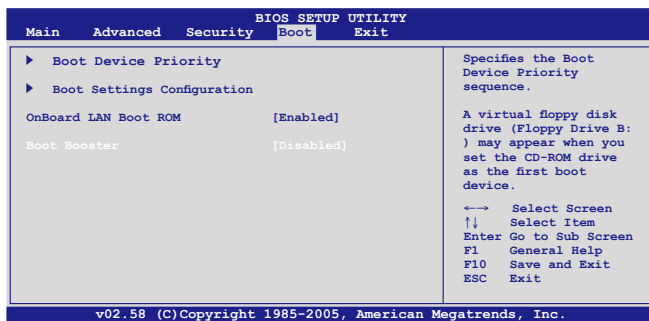 BIOS SETUP UTILITY
Main Advanced Security Boot Exit
Boot Device Priority
Boot Settings Configuration
OnBoard LAN Boot ROM [Enabled]
Boot Booster [Disabled]
Specifies the Boot
Device Priority
sequence.
A virtual floppy disk
drive (Floppy Drive B:
) may appear when you
set the CD-ROM drive
as the first boot
device.
←→ Select Screen
↑↓ Select Item
Enter Go to Sub Screen
F1 General Help
F10 Save and Exit
ESC Exit
v02.58 (C)Copyright 1985-2005, American Megatrends, Inc.